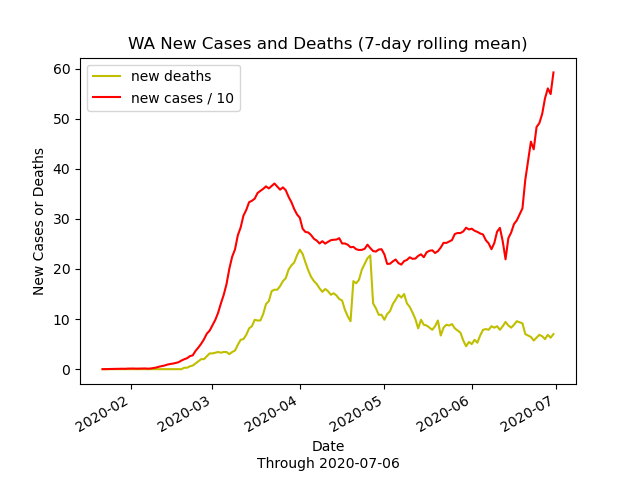 WA New Cases and Deaths (7-day rolling mean)
new deaths
new cases / 10
New Cases or Deaths
60
50
40
30
20
10
0
2020-02
2020-03
2020-04
2020-05
2020-06
2020-07
Date
Through 2020-07-06